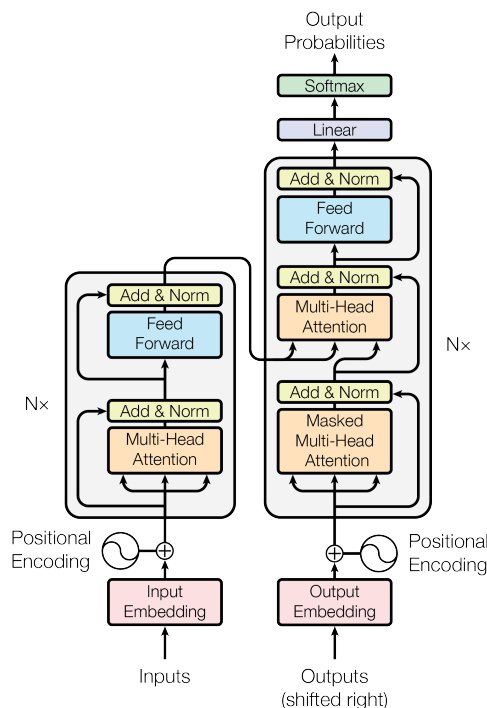 Output
Probabilities
Softmax
Linear
Add & Norm
Feed
Forward
Add & Norm
Multi-Head
Attention
Add & Norm
Masked
Multi-Head
Attention
N×
Add & Norm
Feed
Forward
Add & Norm
Multi-Head
Attention
N×
Positional
Encoding
Positional
Encoding
Input
Embedding
Output
Embedding
Inputs
Outputs
(shifted right)